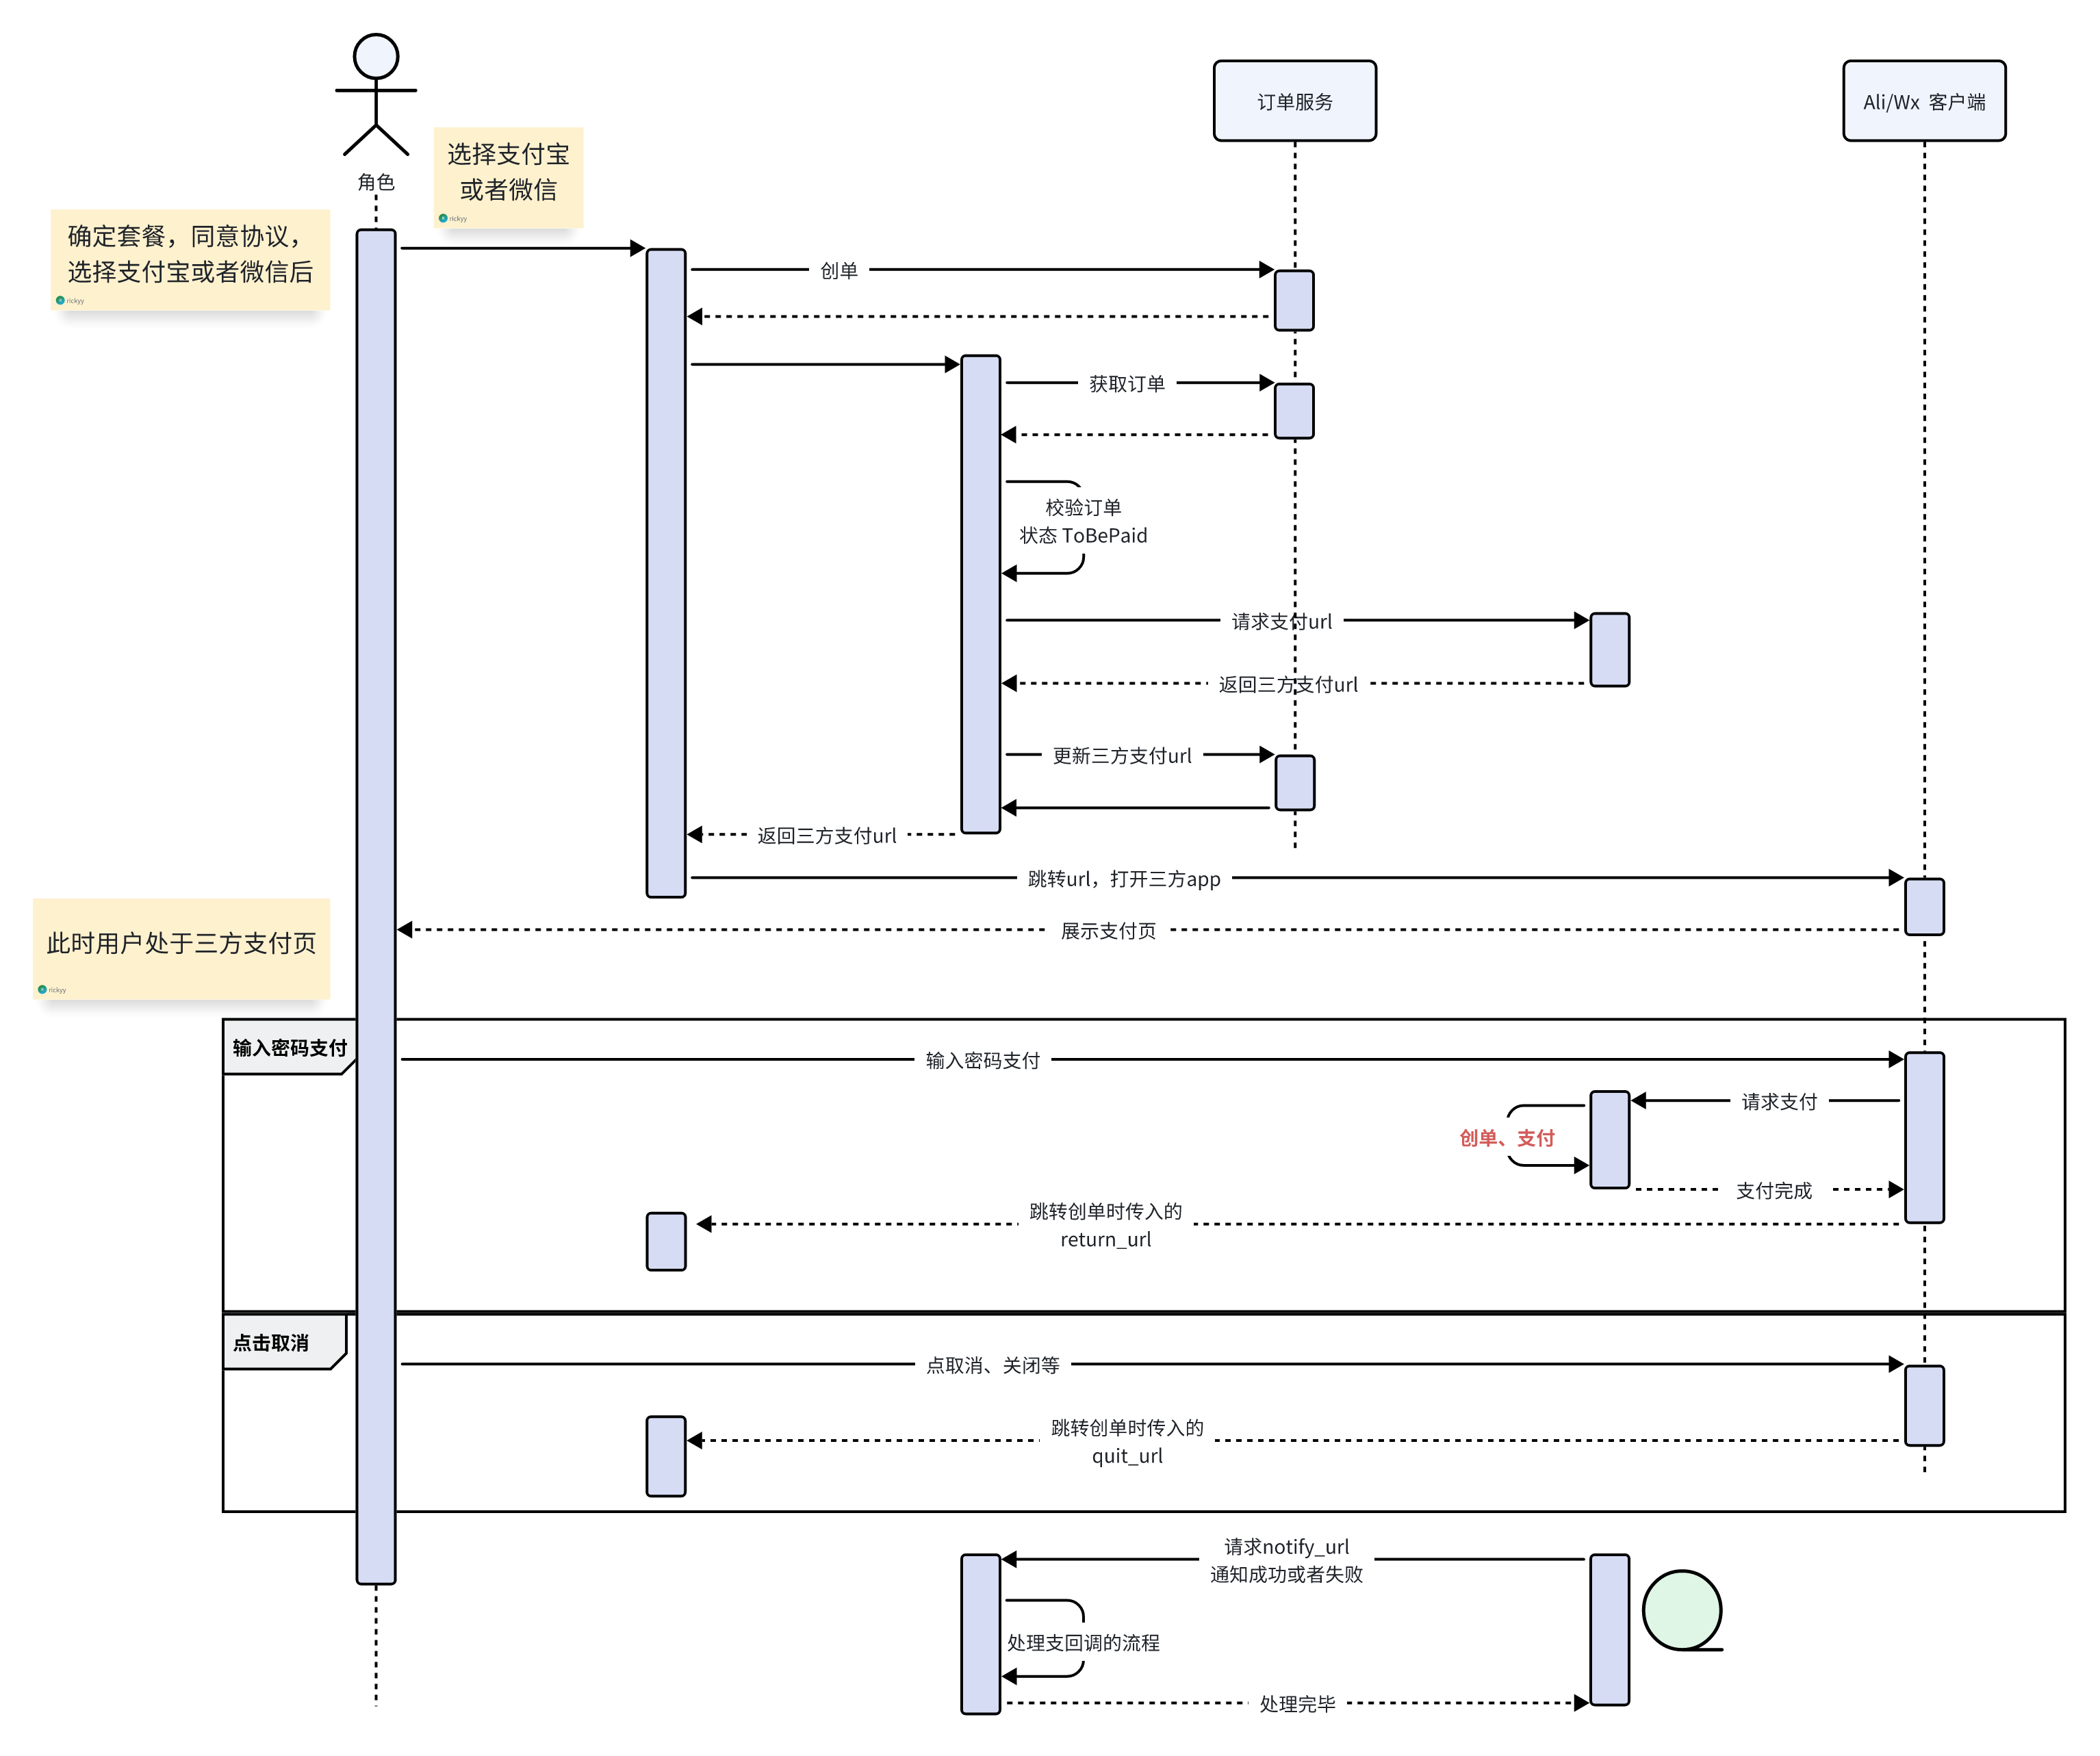 订单服务
Ali/Wx 客户端
角色
选择支付宝
或者微信
rickyy
确定套餐，同意协议，
选择支付宝或者微信后
rickyy
创单
获取订单
校验订单
状态 ToBePaid
请求支付url
返回三方支付url
更新三方支付url
返回三方支付url
跳转url，打开三方app
展示支付页
此时用户处于三方支付页
rickyy
输入密码支付
输入密码支付
请求支付
创单、支付
支付完成
跳转创单时传入的
return_url
点击取消
点取消、关闭等
跳转创单时传入的
quit_url
请求notify_url
通知成功或者失败
处理支回调的流程
处理完毕